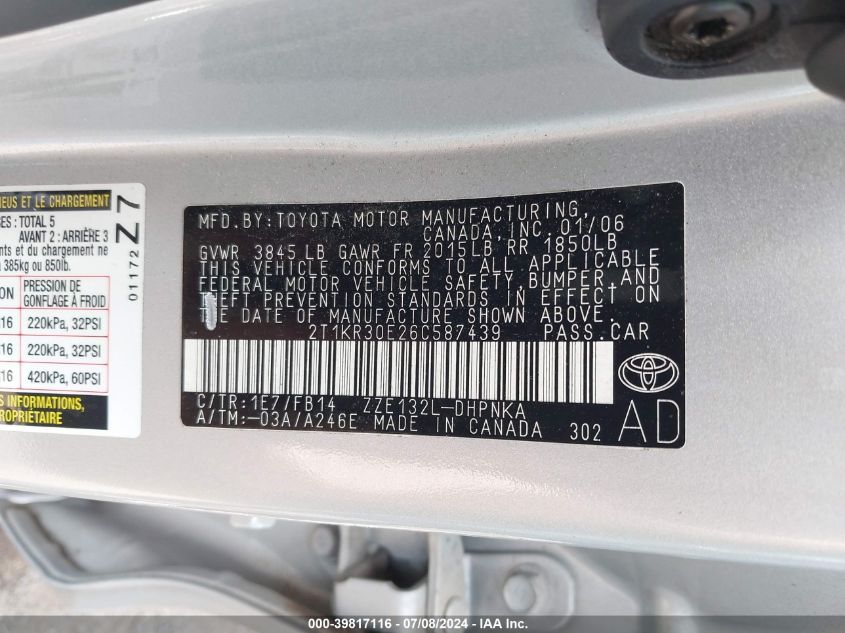 NEUS ET LE CHARGEMENT
ES: TOTAL 5
AVANT 2: ARRIÈRE 3
nts et du chargement ne
385kg ou 850lb.
ON PRESSION DE GONFLAGE À FROID
16 220kPa, 32PSI
16 220kPa, 32PSI
16 420kPa, 60PSI
S INFORMATIONS,
01172
Z 7
MFD.BY:TOYOTA MOTOR MANUFACTURING,
CANADA, INC. 01/06
GVWR 3845 LB GAWR FR 2015LB, RR 1850LB
THIS VEHICLE CONFORMS TO ALL APPLICABLE
FEDERAL MOTOR VEHICLE SAFETY, BUMPER, AND
THEFT PREVENTION STANDARDS IN EFFECT ON
THE DATE OF MANUFACTURE SHOWN ABOVE.
2T1KR30E26C587439 PASS.CAR
C/TR:1E7/FB14 ZZE132L-DHPNKA
A/TM:-03A/A246E MADE IN CANADA 302
AD
000-39817116 - 07/08/2024 - IAA Inc.